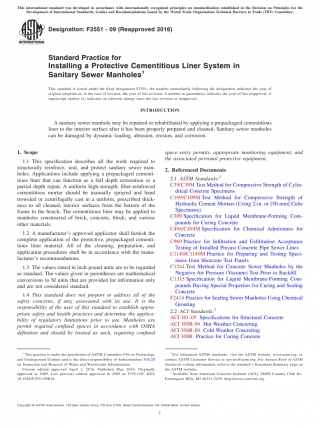 This international standard was developed in accordance with internationally recognized principles on standardization established in the Decision on Principles for the
Development of International Standards, Guides and Recommendations issued by the World Trade Organization Technical Barriers to Trade (TBT) Committee.
Designation: F2551 - 09 (Reapproved 2016)
Standard Practice for
Installing a Protective Cementitious Liner System in
Sanitary Sewer Manholes¹
This standard is issued under the fixed designation F2551; the number immediately following the designation indicates the year of
original adoption or, in the case of revision, the year of last revision. A number in parentheses indicates the year of last reapproval. A
superscript epsilon (ε) indicates an editorial change since the last revision or reapproval.
INTRODUCTION
A sanitary sewer manhole may be repaired or rehabilitated by applying a prepackaged cementitious
liner to the interior surface after it has been properly prepared and cleaned. Sanitary sewer manholes
can be damaged by dynamic loading, abrasion, erosion, and corrosion.
1. Scope
1.1 This specification describes all the work required to
structurally reinforce, seal, and protect sanitary sewer man-
holes. Applications include applying a prepackaged cementi-
tious liner that can function as a full depth restoration or a
partial depth repair. A uniform high-strength, fiber-reinforced
cementitious mortar should be manually sprayed and hand
troweled or centrifugally cast in a uniform, prescribed thick-
ness to all cleaned, interior surfaces from the bottom of the
frame to the bench. The cementitious liner may be applied to
manholes constructed of brick, concrete, block, and various
other materials.
1.2 A manufacturer's approved applicator shall furnish the
complete application of the protective, prepackaged cementi-
tious liner material. All of the cleaning, preparation, and
application procedures shall be in accordance with the manu-
facturer's recommendations.
1.3 The values stated in inch-pound units are to be regarded
as standard. The values given in parentheses are mathematical
conversions to SI units that are provided for information only
and are not considered standard.
1.4 This standard does not purport to address all of the
safety concerns, if any, associated with its use. It is the
responsibility of the user of this standard to establish appro-
priate safety and health practices and determine the applica-
bility of regulatory limitations prior to use. Manholes are
permit required confined spaces in accordance with OSHA
definition and should be treated as such, requiring confined
space entry permits, appropriate monitoring equipment, and
the associated personal protective equipment.
2. Referenced Documents
2.1 ASTM Standards:²
C39/C39M Test Method for Compressive Strength of Cylin-
drical Concrete Specimens
C109/C109M Test Method for Compressive Strength of
Hydraulic Cement Mortars (Using 2-in. or [50-mm] Cube
Specimens)
C309 Specification for Liquid Membrane-Forming Com-
pounds for Curing Concrete
C494/C494M Specification for Chemical Admixtures for
Concrete
C969 Practice for Infiltration and Exfiltration Acceptance
Testing of Installed Precast Concrete Pipe Sewer Lines
C1140/C1140M Practice for Preparing and Testing Speci-
mens from Shotcrete Test Panels
C1244 Test Method for Concrete Sewer Manholes by the
Negative Air Pressure (Vacuum) Test Prior to Backfill
C1315 Specification for Liquid Membrane-Forming Com-
pounds Having Special Properties for Curing and Sealing
Concrete
F2414 Practice for Sealing Sewer Manholes Using Chemical
Grouting
2.2 ACI Standards:³
ACI 301-05 Specifications for Structural Concrete
ACI 305R-99 Hot Weather Concreting
ACI 306R-88 Cold Weather Concreting
ACI 308R Practice for Curing Concrete
¹ This practice is under the jurisdiction of ASTM Committee F36 on Technology
and Underground Utilities and is the direct responsibility of Subcommittee F36.20
on Inspection and Renewal of Water and Wastewater Infrastructure.
Current edition approved April 1, 2016. Published May 2016. Originally
approved in 2009. Last previous edition approved in 2009 as F2551–09. DOI:
10.1520/F2551-09R16.
² For referenced ASTM standards, visit the ASTM website, www.astm.org, or
contact ASTM Customer Service at service@astm.org. For Annual Book of ASTM
Standards volume information, refer to the standard's Document Summary page on
the ASTM website.
³ Available from American Concrete Institute (ACI), 38800 Country Club Dr.,
Farmington Hills, MI 48331-3439, http://www.concrete.org.
Copyright © ASTM International, 100 Barr Harbor Drive, PO Box C700, West Conshohocken, PA 19428-2959. United States
1